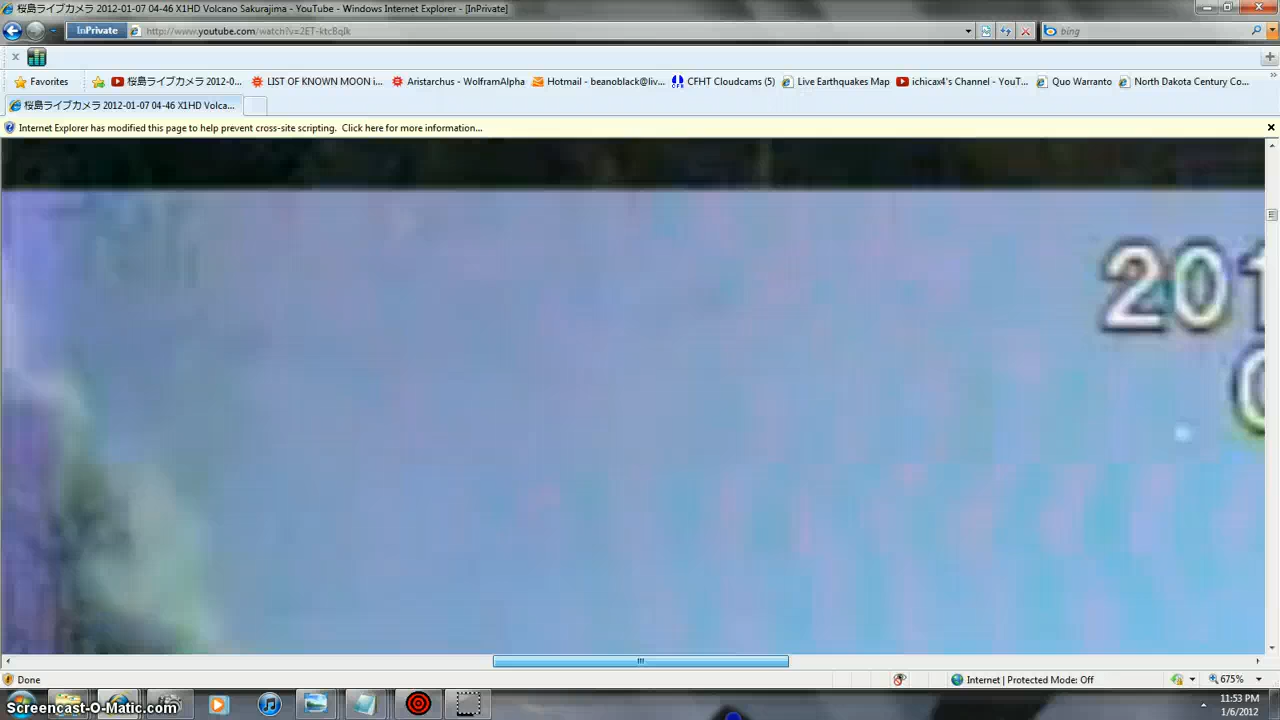 桜島ライブカメラ 2012-01-07 04-46 X1HD Volcano Sakurajima - YouTube - Windows Internet Explorer - [InPrivate]
InPrivate http://www.youtube.com/watch?v=2ET-ktcBqJk bing
Favorites 桜島ライブカメラ 2012-0... LIST OF KNOWN MOON i... Aristarchus - WolframAlpha Hotmail - beanoblack@liv... CFHT Cloudcams (5) Live Earthquakes Map ichicax4's Channel - YouT... Quo Warranto North Dakota Century Co...
桜島ライブカメラ 2012-01-07 04-46 X1HD Volca...
Internet Explorer has modified this page to help prevent cross-site scripting. Click here for more information...
201
Done Internet | Protected Mode: Off 675%
Screencast-O-Matic.com
11:53 PM
1/6/2012